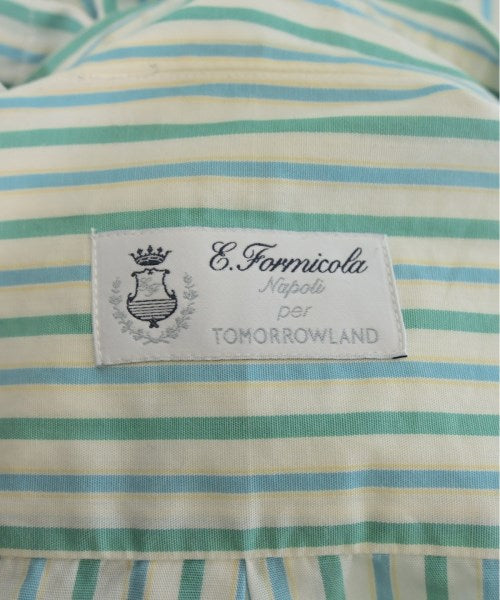 E. Formicola
Napoli
per
TOMORROWLAND